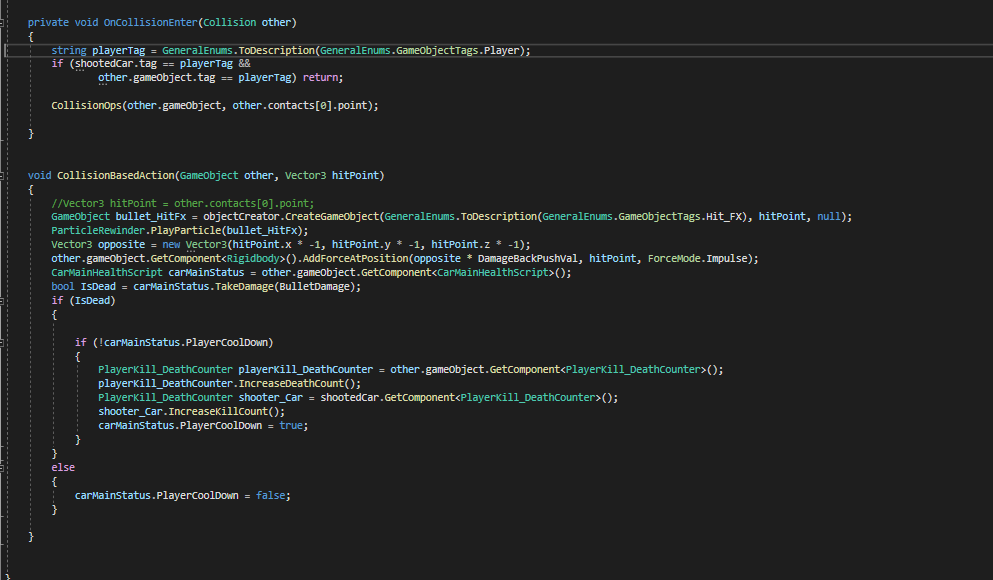 private void OnCollisionEnter(Collision other)
{
string playerTag = GeneralEnums.ToDescription(GeneralEnums.GameObjectTags.Player);
if (shootedCar.tag == playerTag &&
other.gameObject.tag == playerTag) return;
CollisionOps(other.gameObject, other.contacts[0].point);
}
void CollisionBasedAction(GameObject other, Vector3 hitPoint)
{
//Vector3 hitPoint = other.contacts[0].point;
GameObject bullet_HitFx = objectCreator.CreateGameObject(GeneralEnums.ToDescription(GeneralEnums.GameObjectTags.Hit_FX), hitPoint, null);
ParticleRewinder.PlayParticle(bullet_HitFx);
Vector3 opposite = new Vector3(hitPoint.x * -1, hitPoint.y * -1, hitPoint.z * -1);
other.gameObject.GetComponent<Rigidbody>().AddForceAtPosition(opposite * DamageBackPushVal, hitPoint, ForceMode.Impulse);
CarMainHealthScript carMainStatus = other.gameObject.GetComponent<CarMainHealthScript>();
bool IsDead = carMainStatus.TakeDamage(BulletDamage);
if (IsDead)
{
if (!carMainStatus.PlayerCoolDown)
{
PlayerKill_DeathCounter playerKill_DeathCounter = other.gameObject.GetComponent<PlayerKill_DeathCounter>();
playerKill_DeathCounter.IncreaseDeathCount();
PlayerKill_DeathCounter shooter_Car = shootedCar.GetComponent<PlayerKill_DeathCounter>();
shooter_Car.IncreaseKillCount();
carMainStatus.PlayerCoolDown = true;
}
}
else
{
carMainStatus.PlayerCoolDown = false;
}
}
}